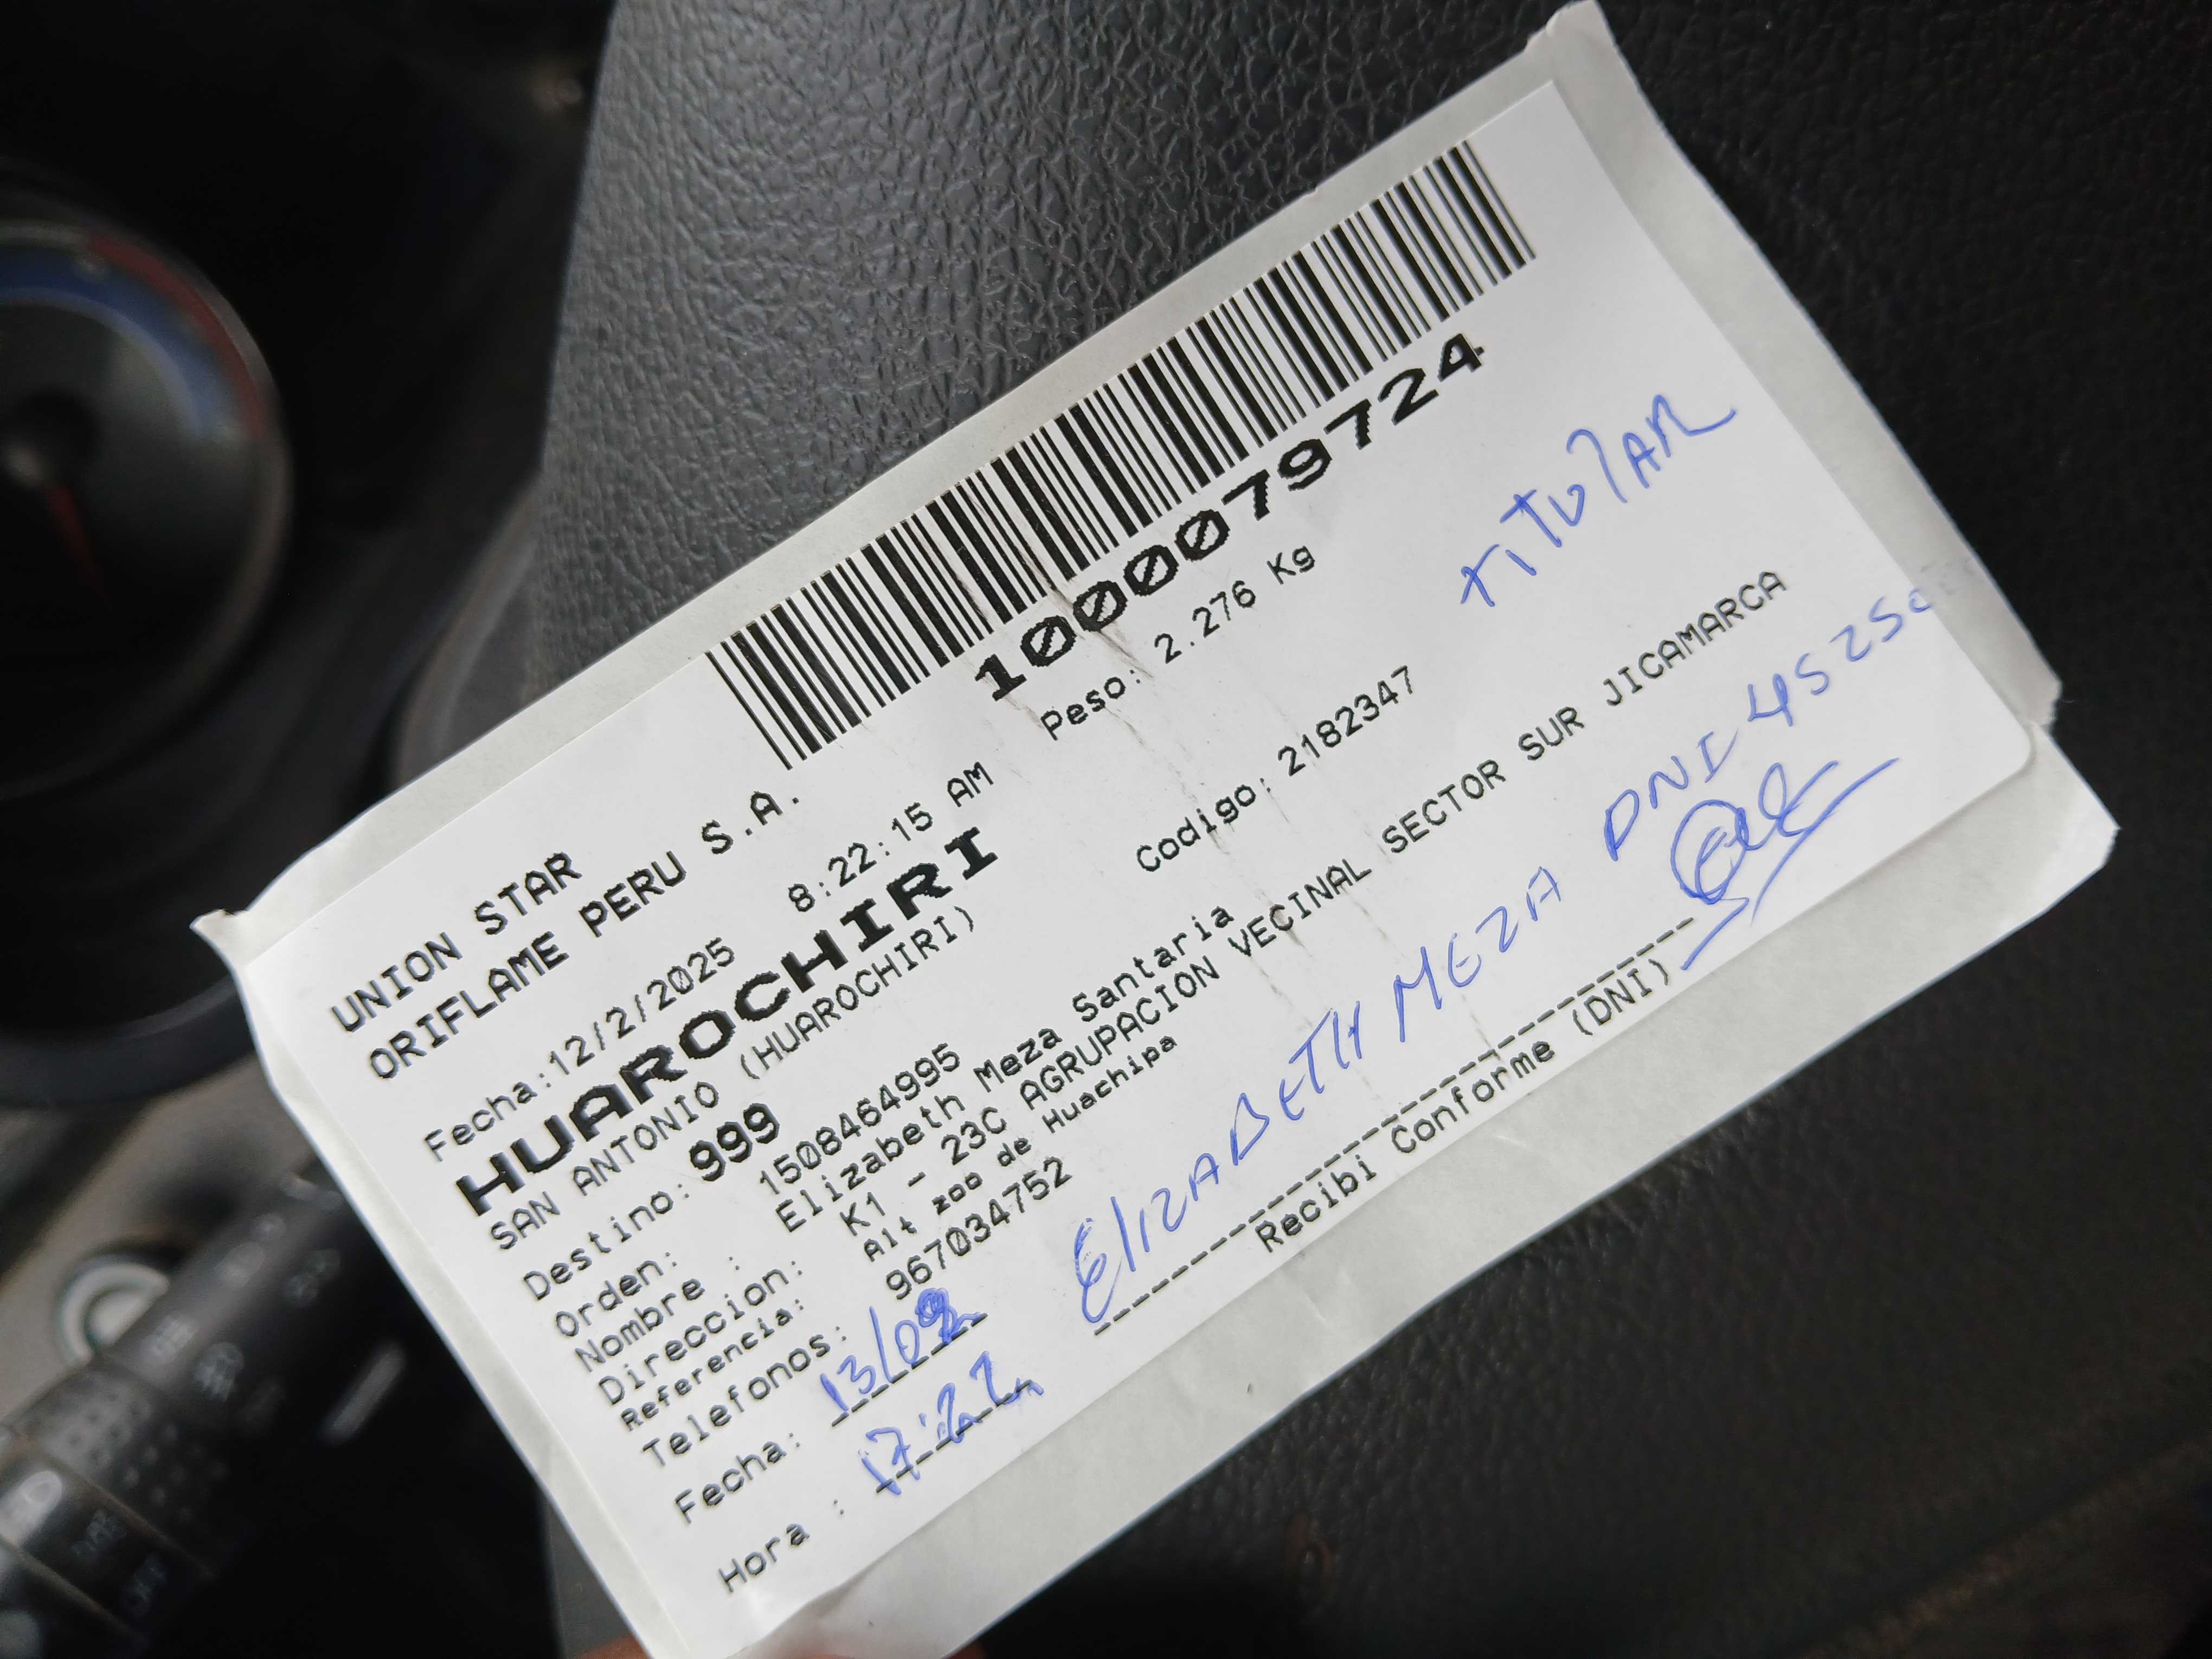 1000079724
UNION STAR
ORIFLAME PERU S.A.
Fecha:12/2/2025 8:22:15 AM Peso: 2.276 Kg
HUAROCHIRI
SAN ANTONIO (HUAROCHIRI)
TITULAR
Destino: 999
Orden: 1508464995 Codigo: 2182347
Nombre : Elizabeth Meza Santaria
Direccion: K1 - 23C AGRUPACION VECINAL SECTOR SUR JICAMARCA
Referencia: Alt zoo de Huachipa
Telefonos: 967034752
Fecha: 13/02
ElIZABETH MEZA DNI
Hora : 17:22
Recibi Conforme (DNI)